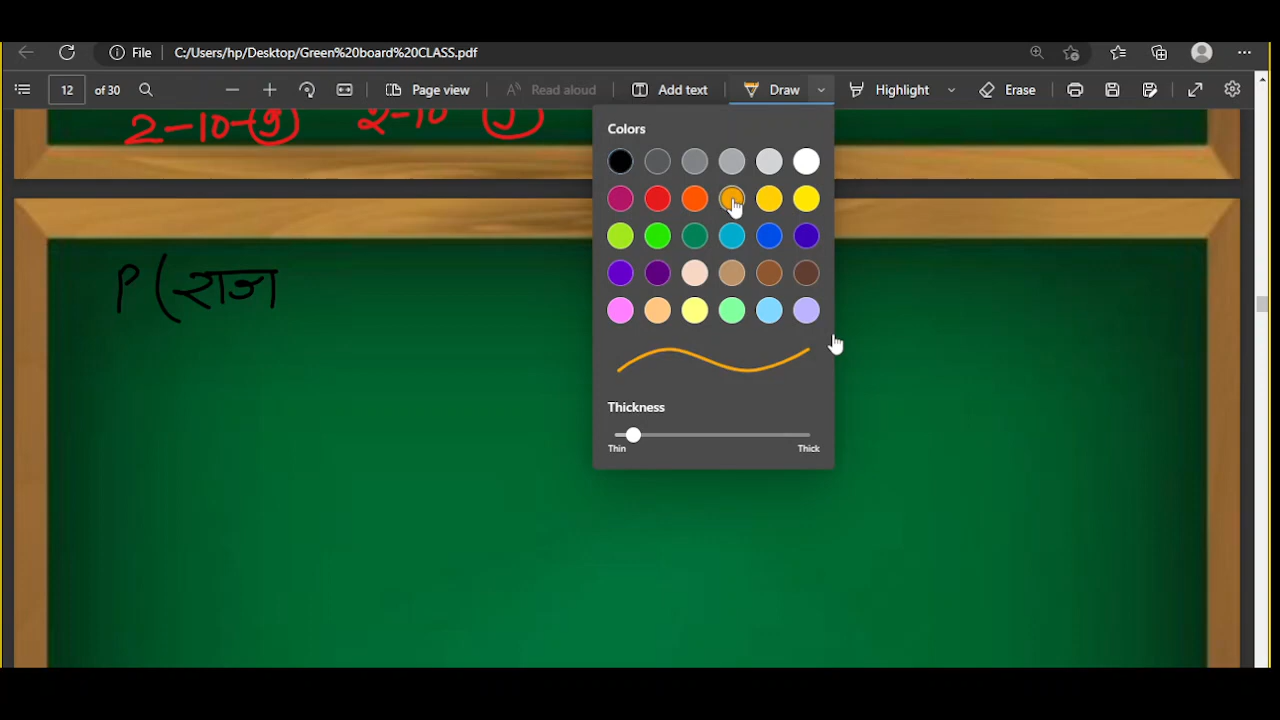 File C:/Users/hp/Desktop/Green%20board%20CLASS.pdf
12 of 30 Page view Read aloud Add text Draw Highlight Erase
2-10-9 2-10
Colors
P (राजा
Thickness
Thin Thick